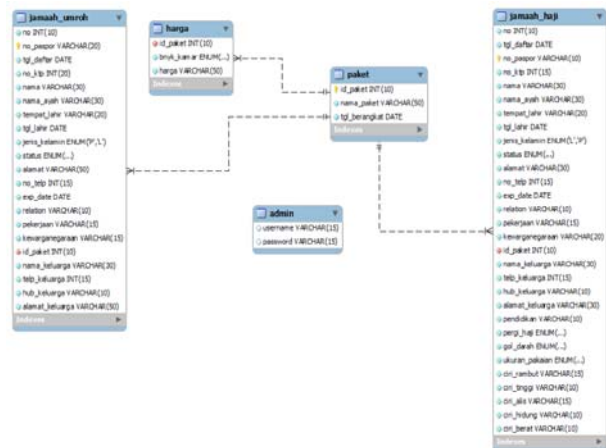 jamaah_umroh
no INT(10)
no_paspor VARCHAR(20)
tgl_daftar DATE
no_ktp INT(20)
nama VARCHAR(30)
nama_ayah VARCHAR(30)
tempat_lahir VARCHAR(20)
tgl_lahir DATE
jenis_kelamin ENUM('P','L')
status ENUM(...)
alamat VARCHAR(50)
no_telp INT(15)
exp_date DATE
relation VARCHAR(10)
pekerjaan VARCHAR(15)
kewarganegaraan VARCHAR(15)
id_paket INT(10)
nama_keluarga VARCHAR(30)
telp_keluarga INT(15)
hub_keluarga VARCHAR(10)
alamat_keluarga VARCHAR(50)
Indexes
harga
id_paket INT(10)
bnyk_kamar ENUM(...)
harga VARCHAR(50)
Indexes
paket
id_paket INT(10)
nama_paket VARCHAR(50)
tgl_berangkat DATE
Indexes
admin
username VARCHAR(15)
password VARCHAR(15)
Indexes
jamaah_haji
no INT(10)
tgl_daftar DATE
no_paspor VARCHAR(10)
no_ktp INT(15)
nama VARCHAR(30)
nama_ayah VARCHAR(30)
tempat_lahir VARCHAR(20)
tgl_lahir DATE
jenis_kelamin ENUM('L','P')
status ENUM(...)
alamat VARCHAR(50)
no_telp INT(15)
exp_date DATE
relation VARCHAR(10)
pekerjaan VARCHAR(15)
kewarganegaraan VARCHAR(20)
id_paket INT(10)
nama_keluarga VARCHAR(30)
telp_keluarga INT(15)
hub_keluarga VARCHAR(10)
alamat_keluarga VARCHAR(30)
pendidikan VARCHAR(10)
pergi_haji ENUM(...)
gol_darah ENUM(...)
ukuran_pakaian ENUM(...)
ciri_rambut VARCHAR(15)
ciri_tinggi VARCHAR(10)
ciri_alis VARCHAR(15)
ciri_hidung VARCHAR(10)
ciri_berat VARCHAR(10)
Indexes